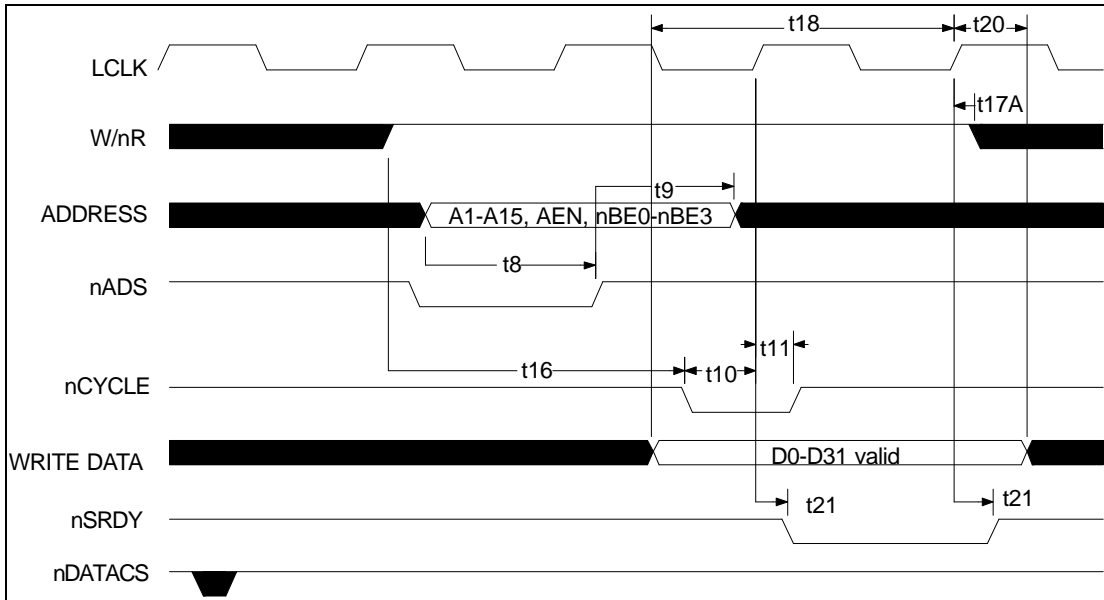 t18
t20
LCLK
t17A
W/nR
t9
ADDRESS
A1-A15, AEN, nBE0-nBE3
t8
nADS
t11
t16
t10
nCYCLE
WRITE DATA
D0-D31 valid
t21
t21
nSRDY
nDATACS